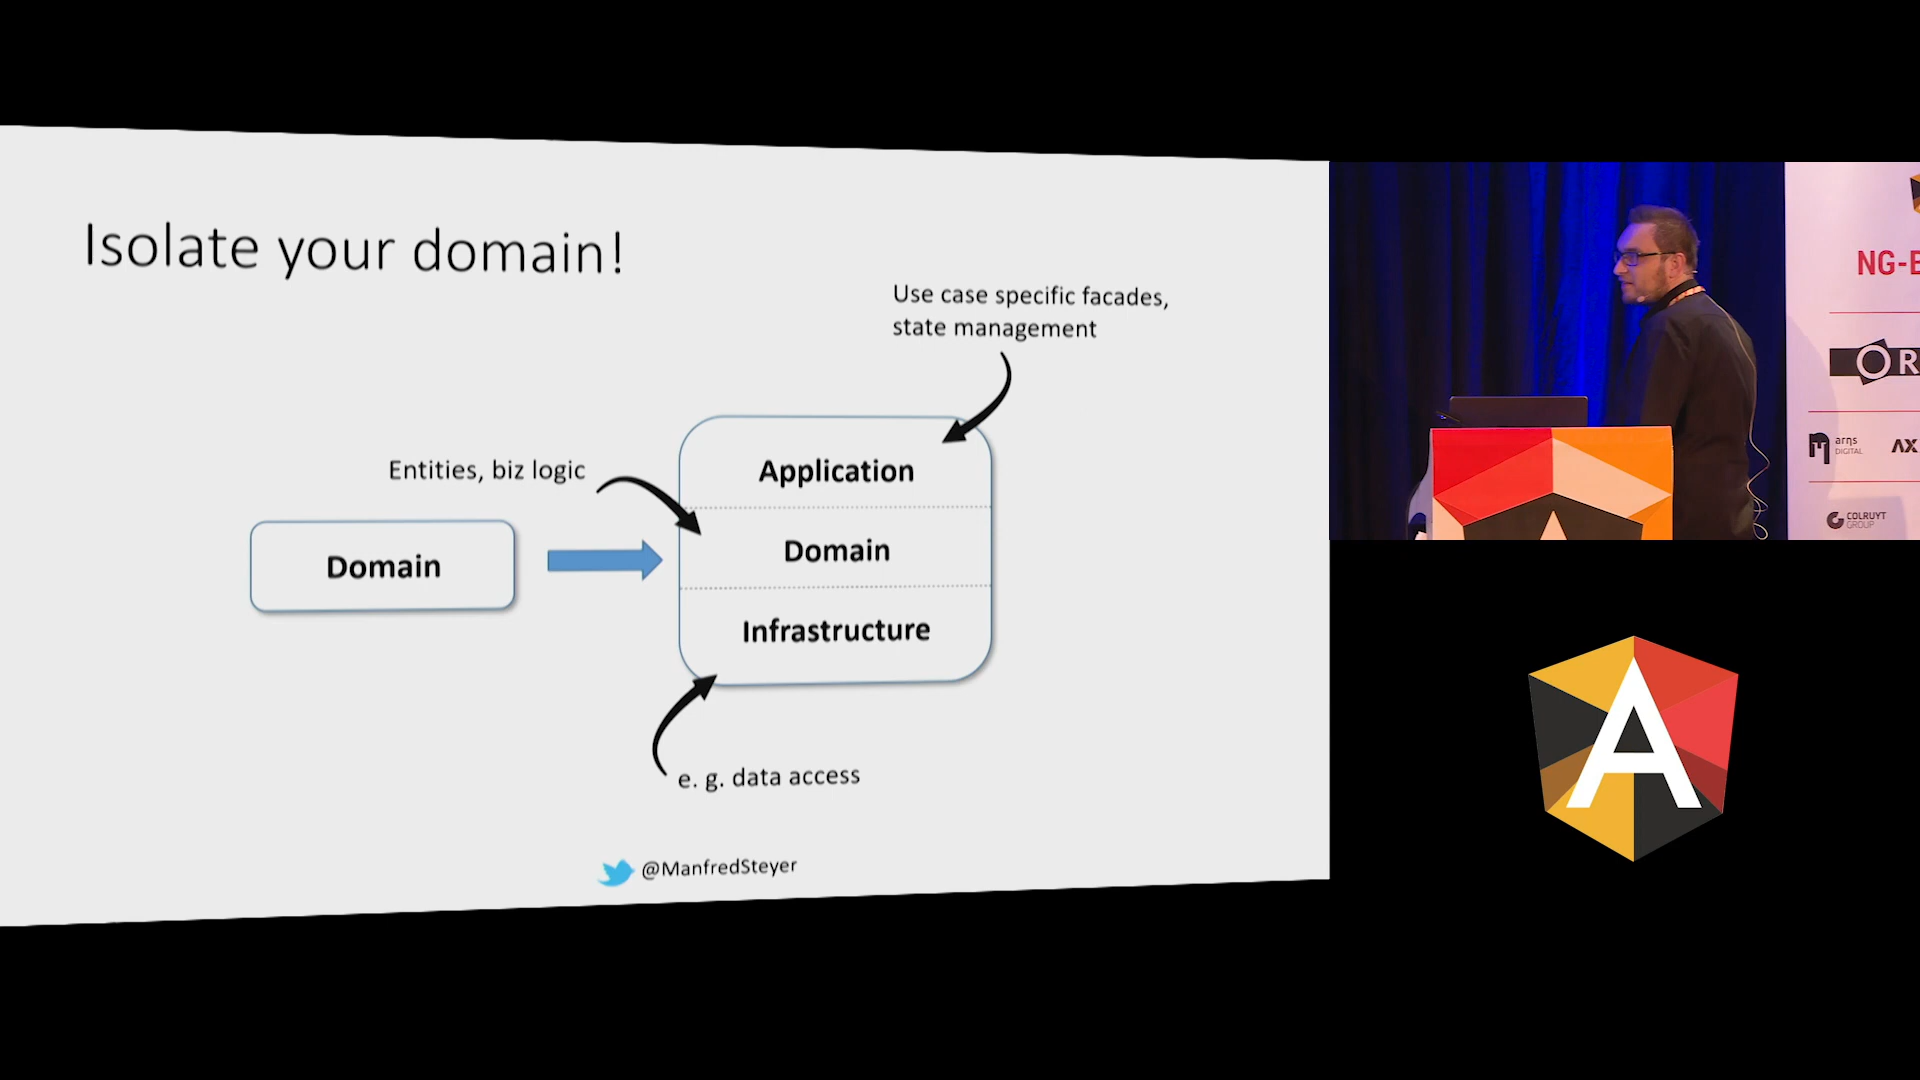 Isolate your domain!
Use case specific facades,
state management
Entities, biz logic
Application
Domain
Domain
Infrastructure
e. g. data access
@ManfredSteyer
NG-B
OR
arηs
DIGITAL
AX
COLRUYT
GROUP
A